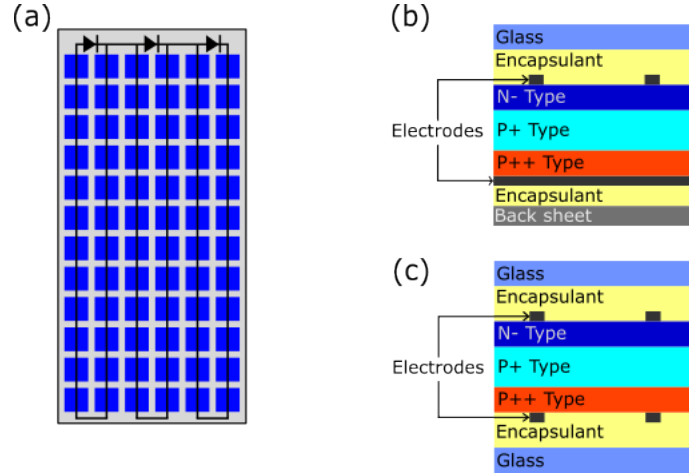 (a)
(b)
Glass
Encapsulant
N- Type
Electrodes
P+ Type
P++ Type
Encapsulant
Back sheet
(c)
Glass
Encapsulant
N- Type
Electrodes
P+ Type
P++ Type
Encapsulant
Glass